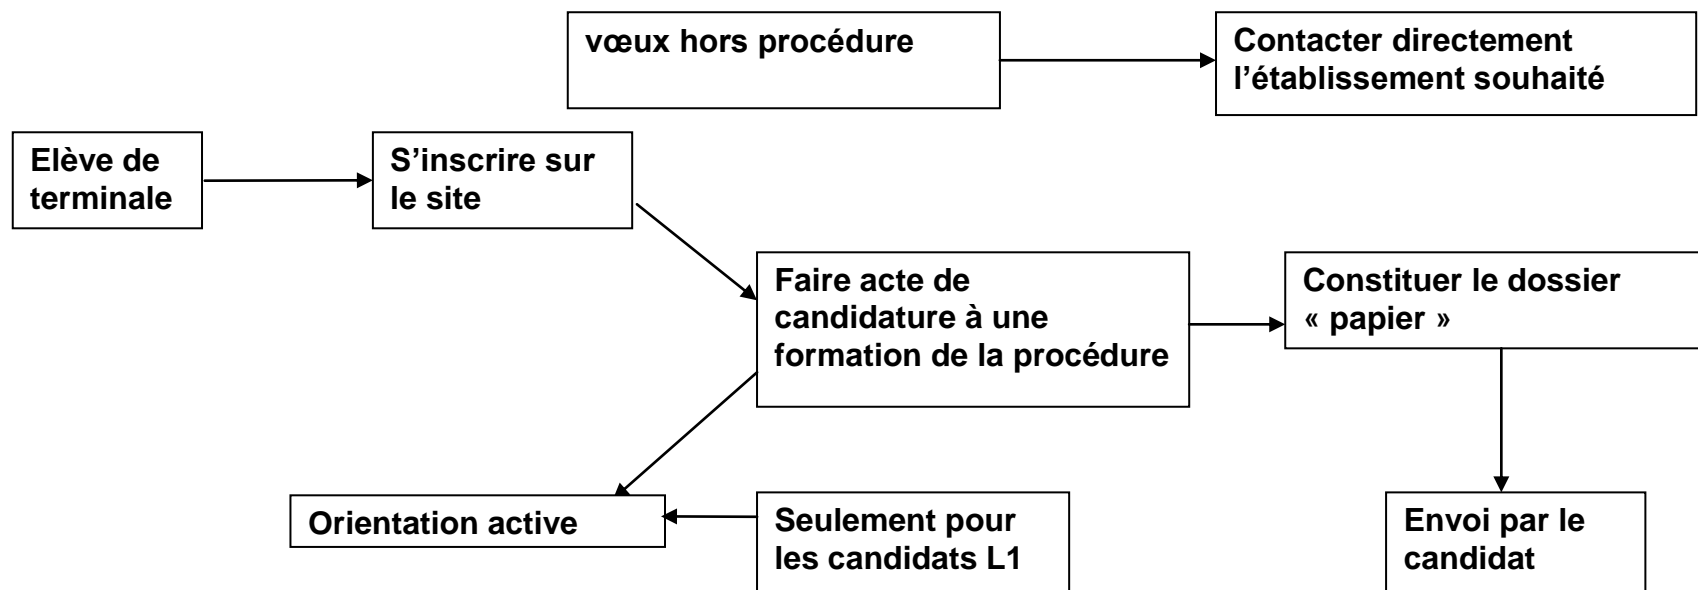 vœux hors procédure
Contacter directement
l’établissement souhaité
Elève de
terminale
S’inscrire sur
le site
Faire acte de
candidature à une
formation de la procédure
Constituer le dossier
« papier »
Orientation active
Seulement pour
les candidats L1
Envoi par le
candidat